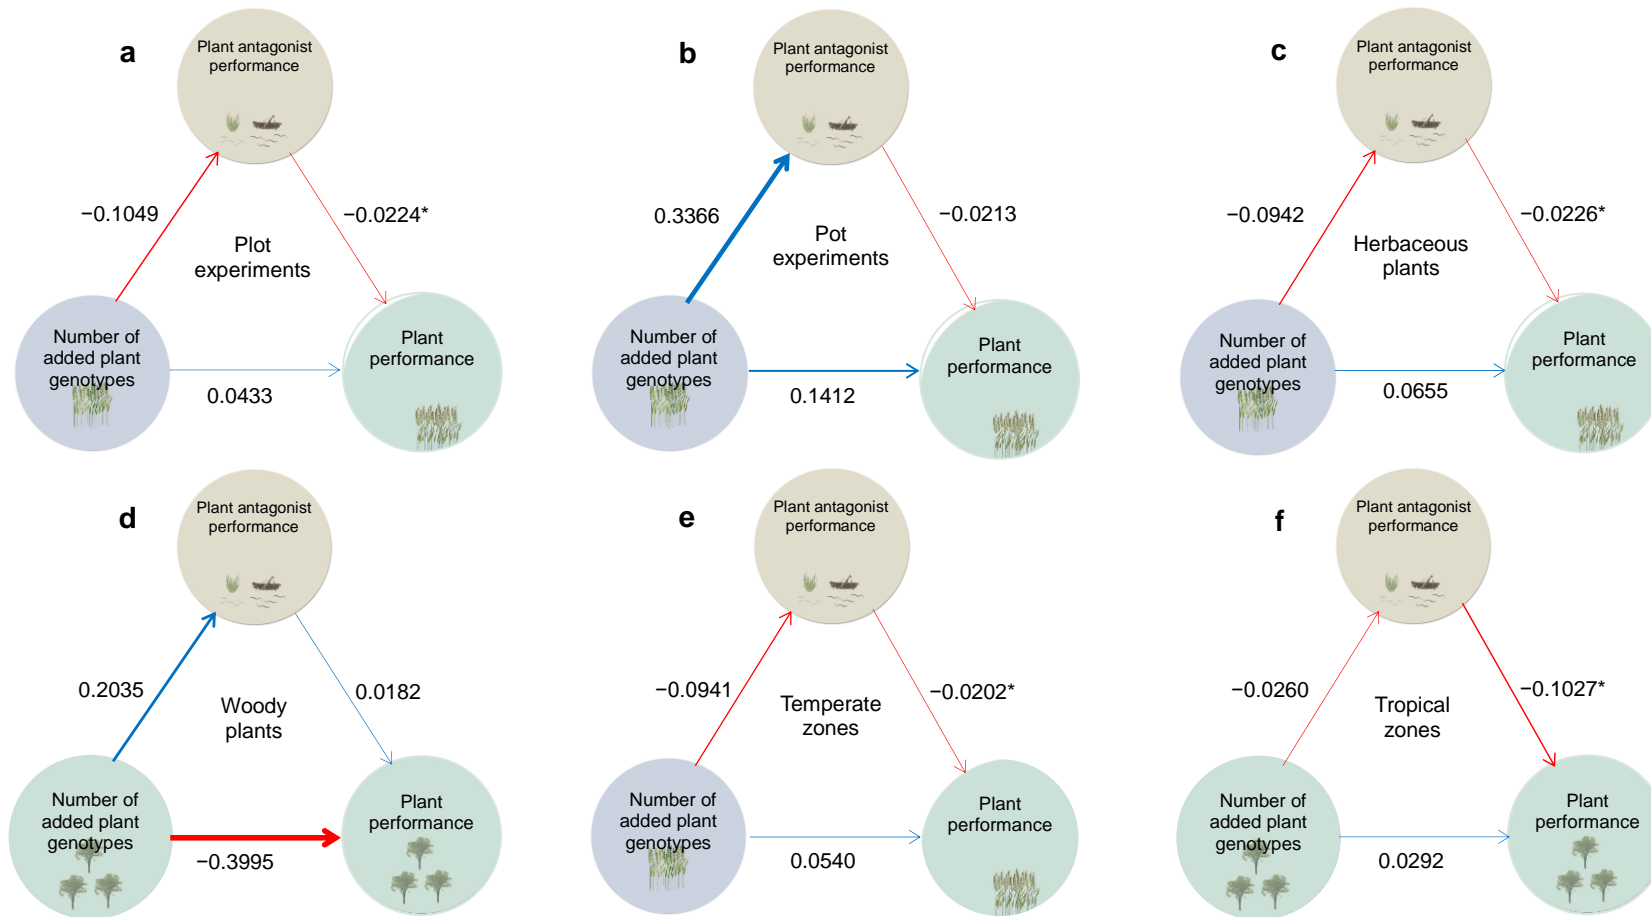 a
Plant antagonist
performance
−0.1049
−0.0224*
Plot
experiments
Number of
added plant
genotypes
Plant
performance
0.0433
b
Plant antagonist
performance
0.3366
−0.0213
Pot
experiments
Number of
added plant
genotypes
Plant
performance
0.1412
c
Plant antagonist
performance
−0.0942
−0.0226*
Herbaceous
plants
Number of
added plant
genotypes
Plant
performance
0.0655
d
Plant antagonist
performance
0.2035
0.0182
Woody
plants
Number of
added plant
genotypes
Plant
performance
−0.3995
e
Plant antagonist
performance
−0.0941
−0.0202*
Temperate
zones
Number of
added plant
genotypes
Plant
performance
0.0540
f
Plant antagonist
performance
−0.0260
−0.1027*
Tropical
zones
Number of
added plant
genotypes
Plant
performance
0.0292